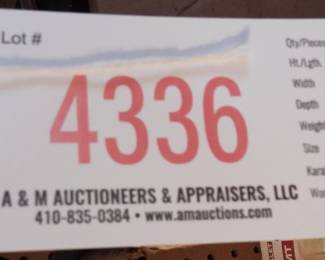 Lot #
4336
A & M AUCTIONEERS & APPRAISERS, LLC
410-835-0384 • www.amauctions.com
Qty/Pieces
Ht./Lgth.
Width
Depth
Weight
Size
Kara